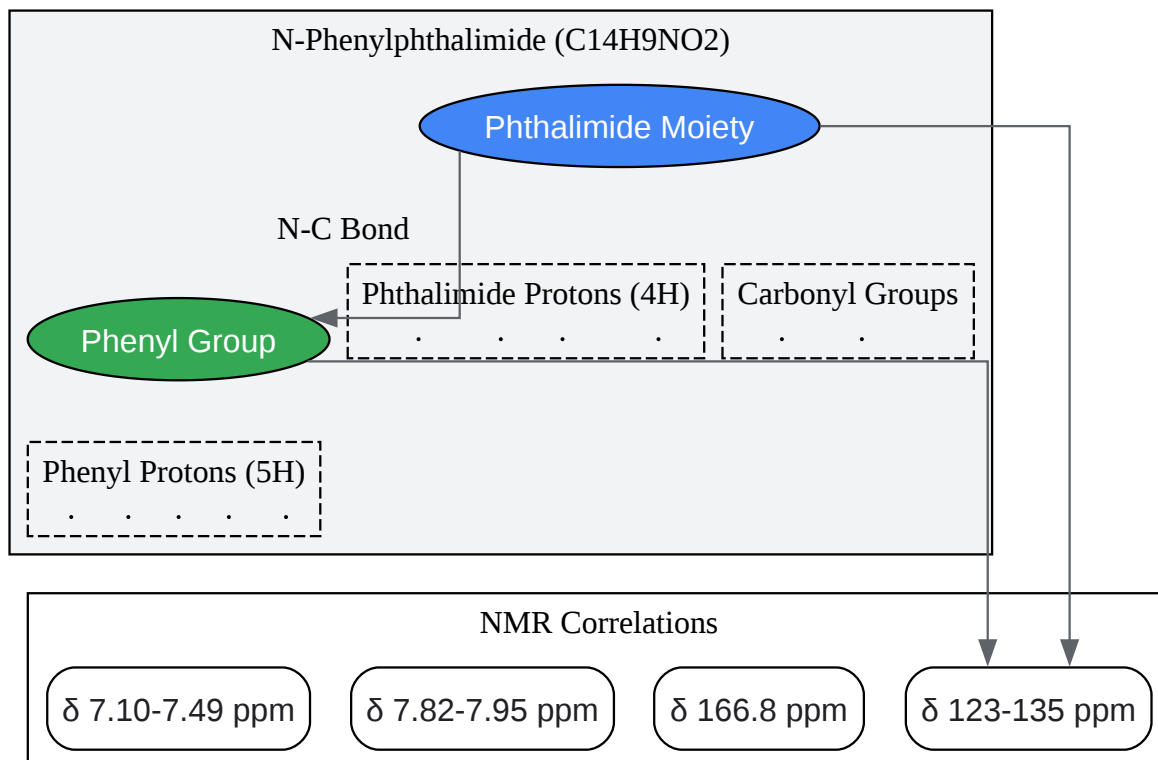 N-Phenylphthalimide (C14H9NO2)
Phthalimide Moiety
N-C Bond
Phthalimide Protons (4H)
Carbonyl Groups
. . . .
. .
Phenyl Group
Phenyl Protons (5H)
. . . . .
NMR Correlations
δ 7.10-7.49 ppm
δ 7.82-7.95 ppm
δ 166.8 ppm
δ 123-135 ppm